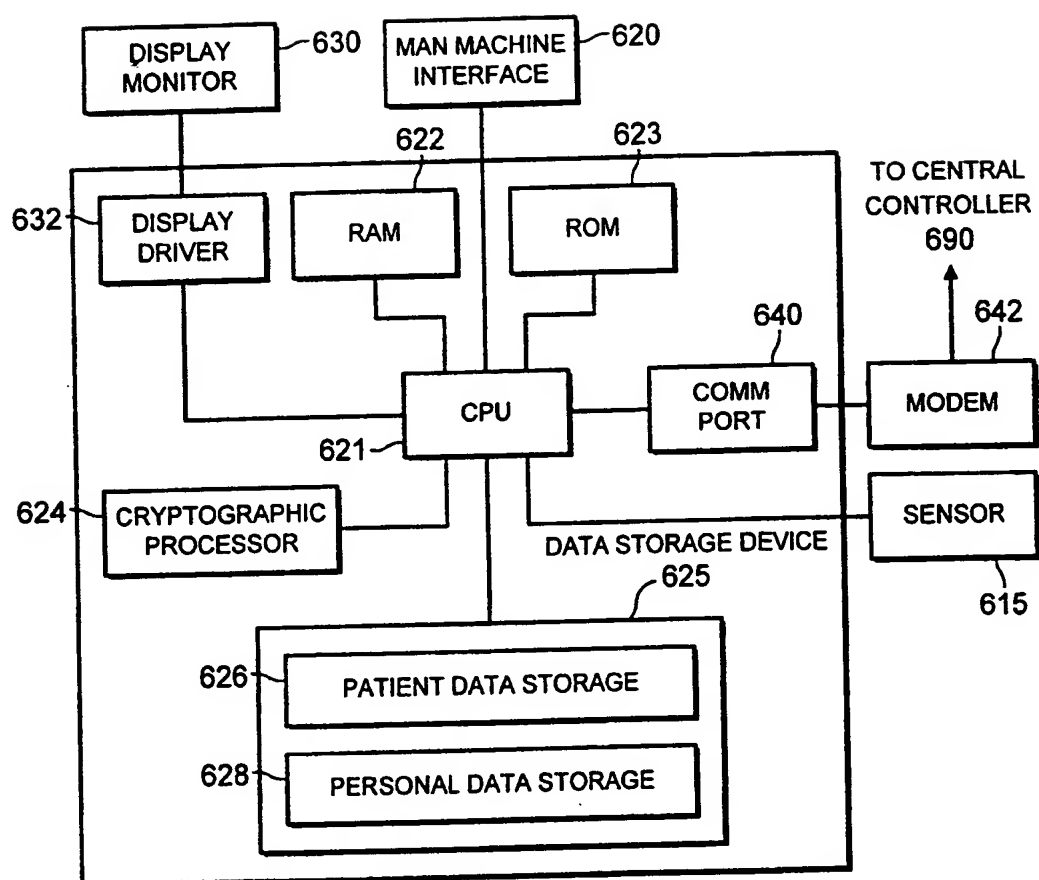 DISPLAY
MONITOR
630
MAN MACHINE
INTERFACE
620
622
623
TO CENTRAL
CONTROLLER
690
632
DISPLAY
DRIVER
RAM
ROM
640
642
CPU
621
COMM
PORT
MODEM
624
CRYPTOGRAPHIC
PROCESSOR
SENSOR
615
DATA STORAGE DEVICE
625
626
PATIENT DATA STORAGE
628
PERSONAL DATA STORAGE